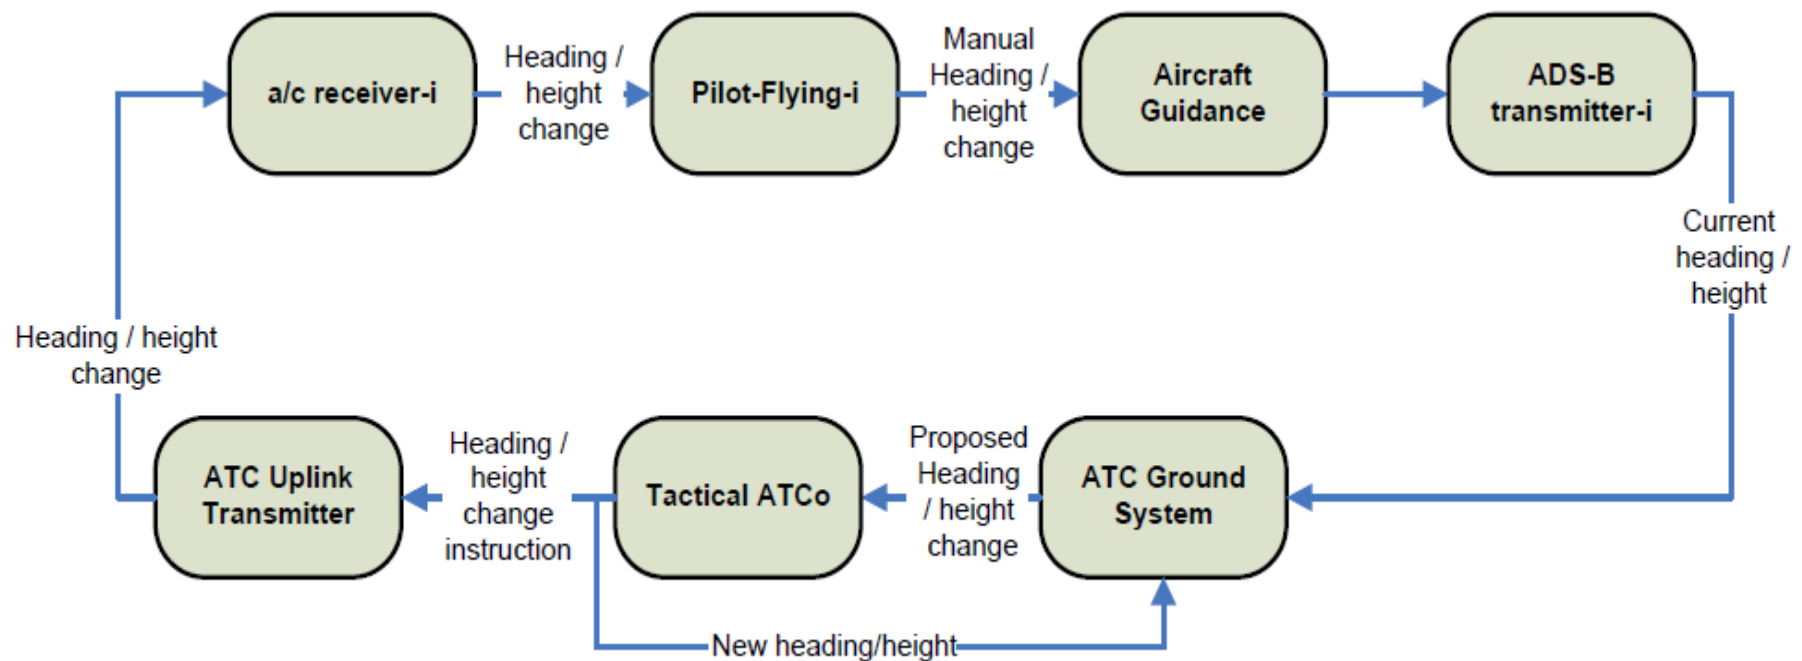 a/c receiver-i
Heading /
height
change
Pilot-Flying-i
Manual
Heading /
height
change
Aircraft
Guidance
ADS-B
transmitter-i
Current
heading /
height
Heading / height
change
ATC Uplink
Transmitter
Heading /
height
change
instruction
Tactical ATCo
Proposed
Heading
/ height
change
ATC Ground
System
New heading/height